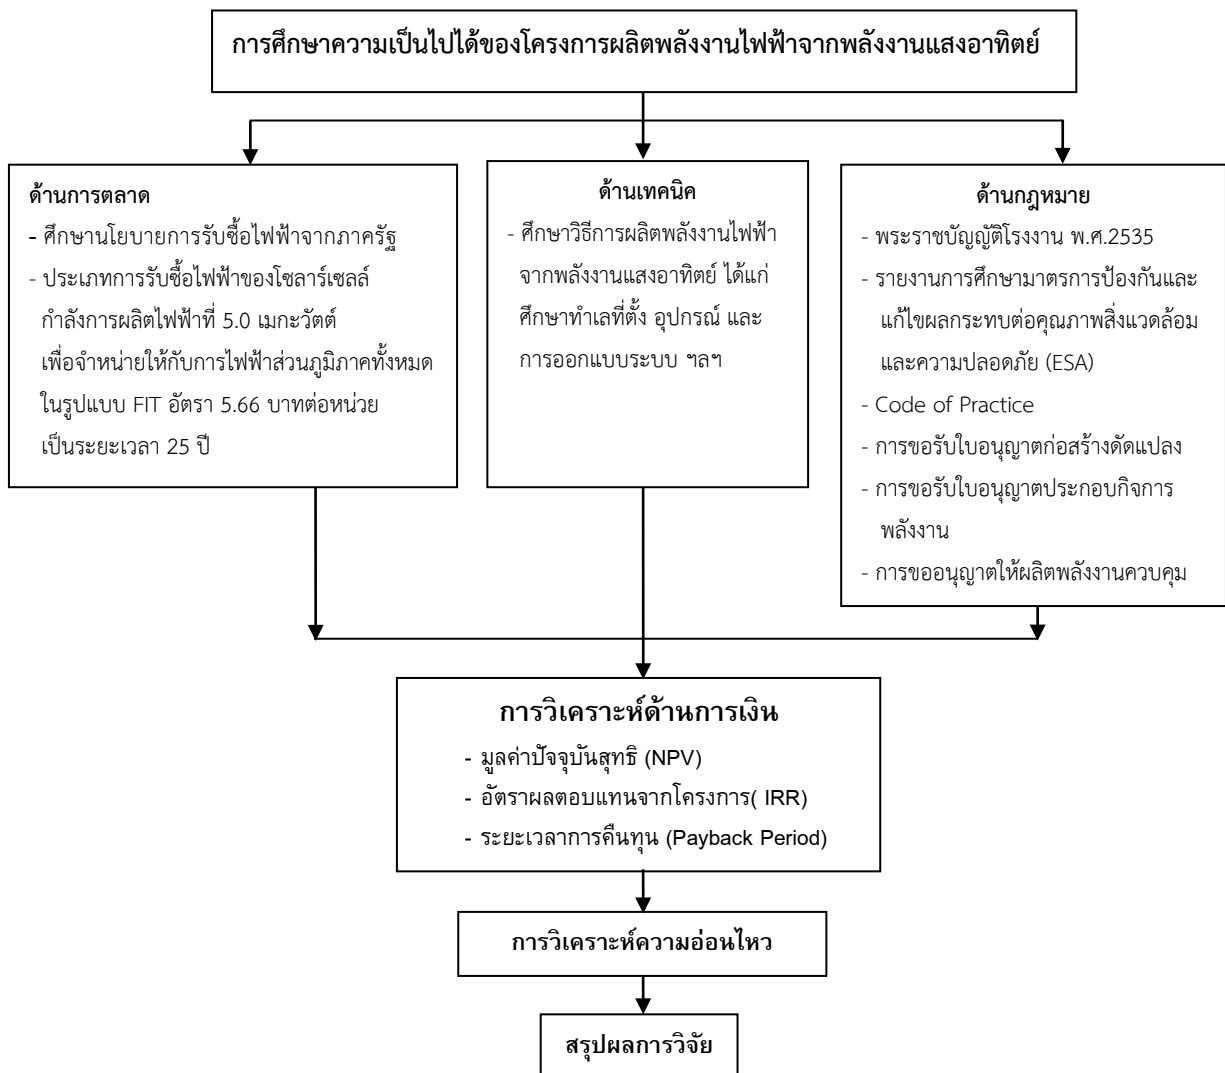 การศึกษาความเป็นไปได้ของโครงการผลิตพลังงานไฟฟ้าจากพลังงานแสงอาทิตย์
ด้านการตลาด
- ศึกษานโยบายการรับซื้อไฟฟ้าจากภาครัฐ
- ประเภทการรับซื้อไฟฟ้าของโซลาร์เซลล์
กำลังการผลิตไฟฟ้าที่ 5.0 เมกะวัตต์
เพื่อจำหน่ายให้กับการไฟฟ้าส่วนภูมิภาคทั้งหมด
ในรูปแบบ FIT อัตรา 5.66 บาทต่อหน่วย
เป็นระยะเวลา 25 ปี
ด้านเทคนิค
- ศึกษาวิธีการผลิตพลังงานไฟฟ้า
จากพลังงานแสงอาทิตย์ ได้แก่
ศึกษาทำเลที่ตั้ง อุปกรณ์ และ
การออกแบบระบบ ฯลฯ
ด้านกฎหมาย
- พระราชบัญญัติโรงงาน พ.ศ.2535
- รายงานการศึกษามาตรการป้องกันและ
แก้ไขผลกระทบต่อคุณภาพสิ่งแวดล้อม
และความปลอดภัย (ESA)
- Code of Practice
- การขอรับใบอนุญาตก่อสร้างดัดแปลง
- การขอรับใบอนุญาตประกอบกิจการ
พลังงาน
- การขออนุญาตให้ผลิตพลังงานควบคุม
การวิเคราะห์ด้านการเงิน
- มูลค่าปัจจุบันสุทธิ (NPV)
- อัตราผลตอบแทนจากโครงการ( IRR)
- ระยะเวลาการคืนทุน (Payback Period)
การวิเคราะห์ความอ่อนไหว
สรุปผลการวิจัย